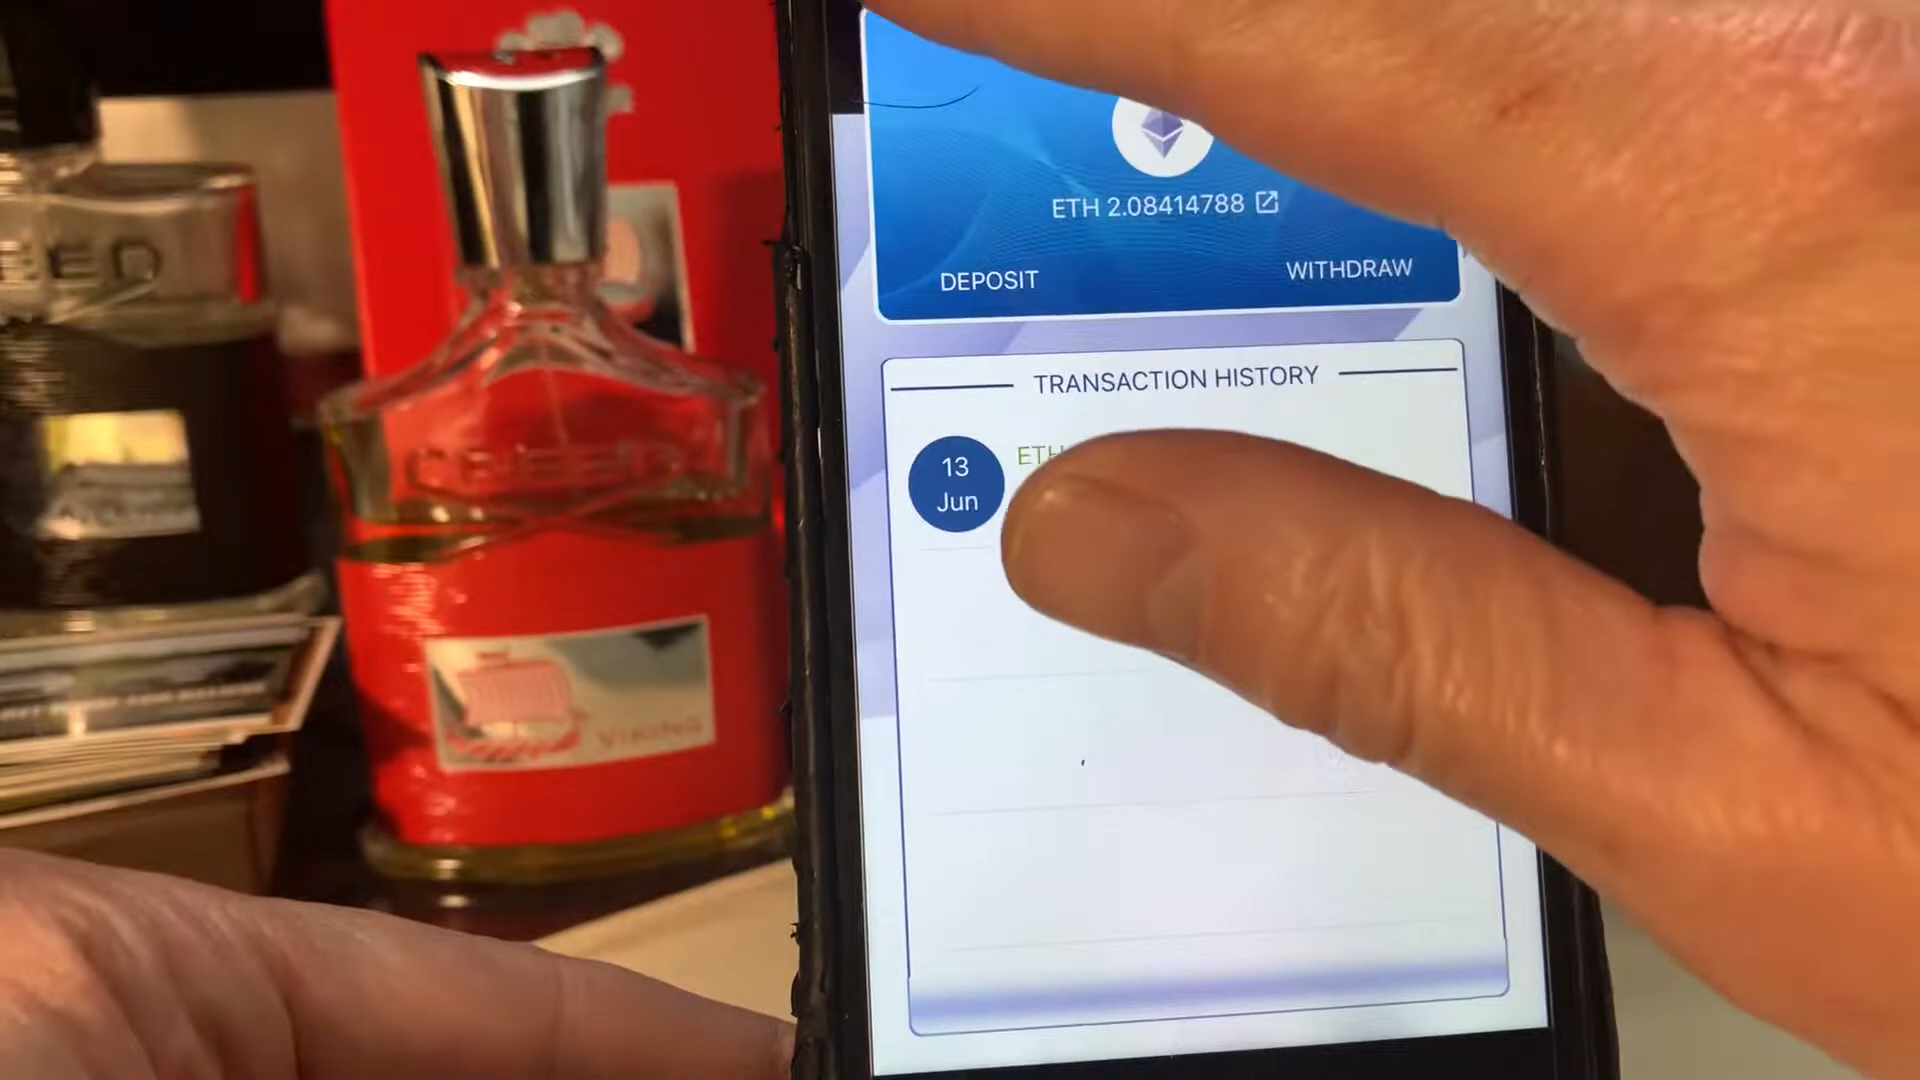 CREED
VIKING
ETH 2.08414788
DEPOSIT
WITHDRAW
TRANSACTION HISTORY
13
Jun
ETH